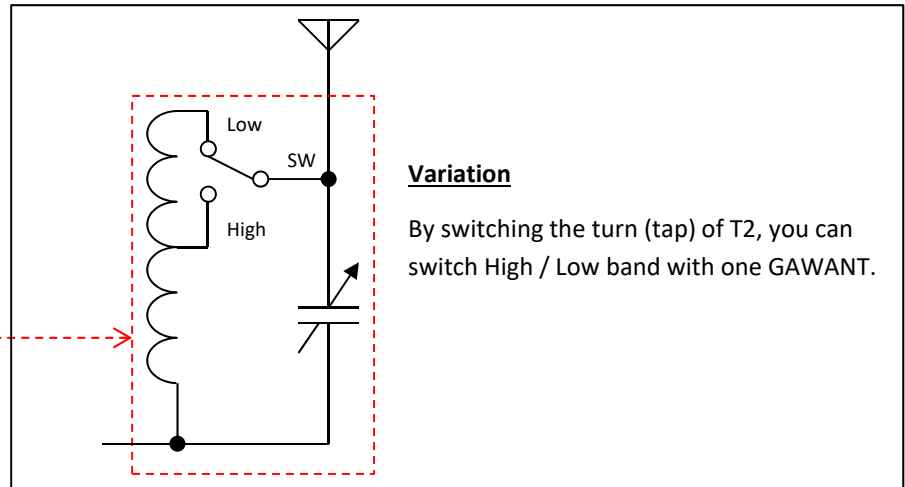 Low
SW
High
Variation
By switching the turn (tap) of T2, you can
switch High / Low band with one GAWANT.